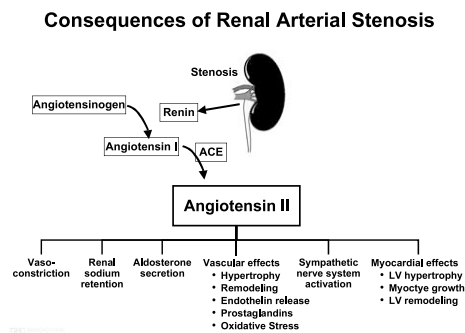 Consequences of Renal Arterial Stenosis
Stenosis
Angiotensinogen
Renin
Angiotensin I
ACE
Angiotensin II
Vaso-
constriction
Renal
sodium
retention
Aldosterone
secretion
Vascular effects
• Hypertrophy
• Remodeling
• Endothelin release
• Prostaglandins
• Oxidative Stress
Sympathetic
nerve system
activation
Myocardial effects
• LV hypertrophy
• Myoctye growth
• LV remodeling